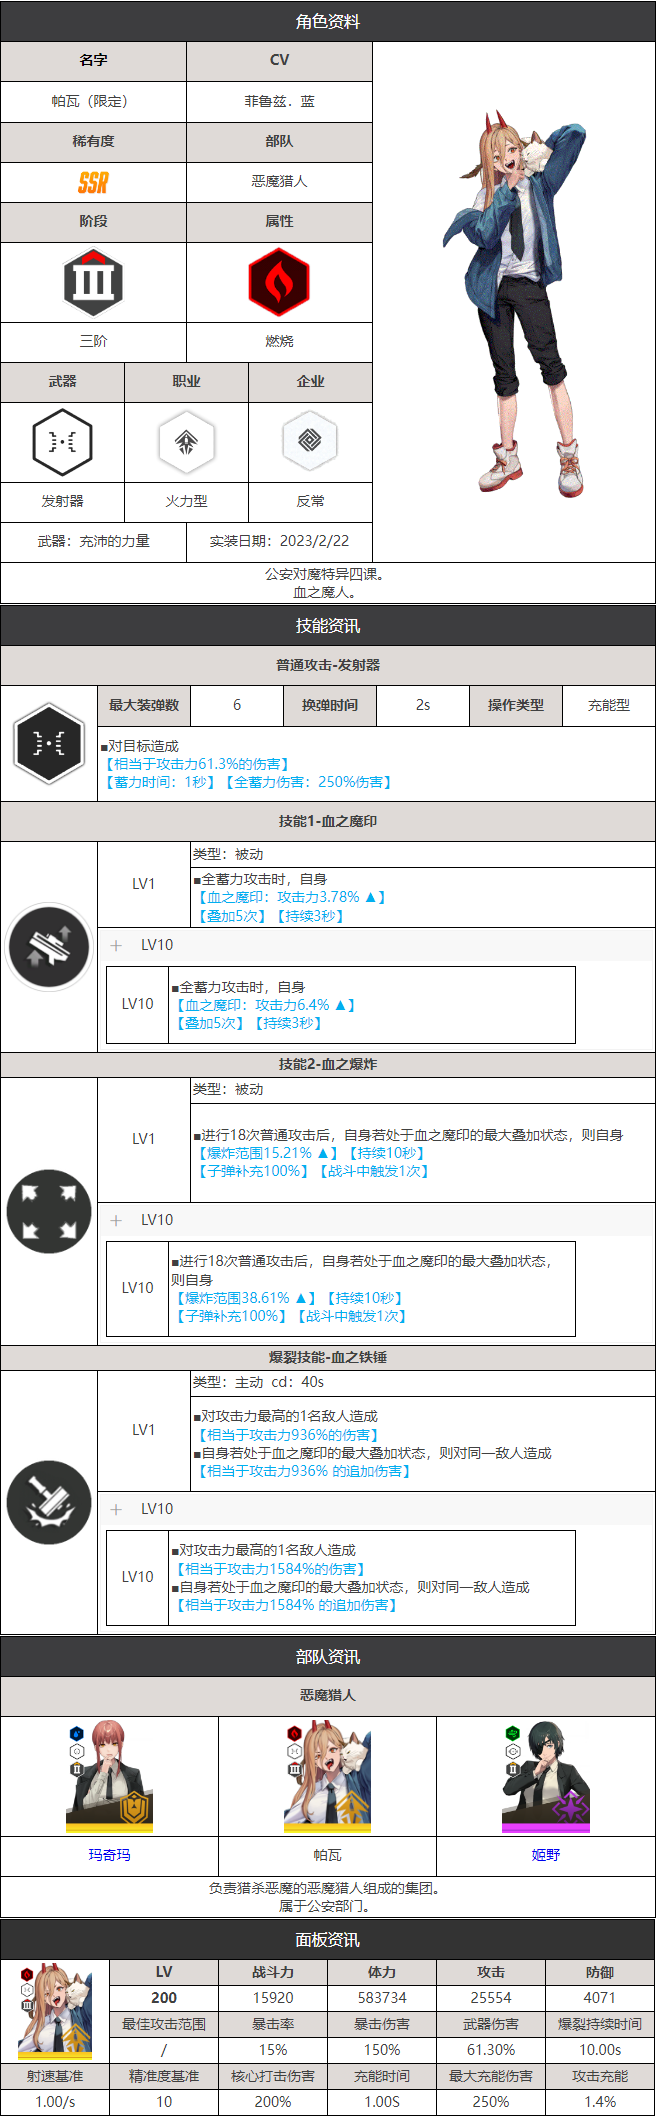 角色资料
名字
CV
帕瓦（限定）
菲鲁兹．蓝
稀有度
部队
SSR
恶魔猎人
阶段
属性
III
三阶
燃烧
武器
职业
企业
发射器
火力型
反常
武器：充沛的力量
实装日期：2023/2/22
公安对魔特异四课。
血之魔人。
技能资讯
普通攻击-发射器
最大装弹数
6
换弹时间
2s
操作类型
充能型
■对目标造成
【相当于攻击力61.3%的伤害】
【蓄力时间：1秒】【全蓄力伤害：250%伤害】
技能1-血之魔印
LV1
类型：被动
■全蓄力攻击时，自身
【血之魔印：攻击力3.78% ▲】
【叠加5次】【持续3秒】
＋ LV10
LV10
■全蓄力攻击时，自身
【血之魔印：攻击力6.4% ▲】
【叠加5次】【持续3秒】
技能2-血之爆炸
LV1
类型：被动
■进行18次普通攻击后，自身若处于血之魔印的最大叠加状态，则自身
【爆炸范围15.21% ▲】【持续10秒】
【子弹补充100%】【战斗中触发1次】
＋ LV10
LV10
■进行18次普通攻击后，自身若处于血之魔印的最大叠加状态，
则自身
【爆炸范围38.61% ▲】【持续10秒】
【子弹补充100%】【战斗中触发1次】
爆裂技能-血之铁锤
LV1
类型：主动 cd：40s
■对攻击力最高的1名敌人造成
【相当于攻击力936%的伤害】
■自身若处于血之魔印的最大叠加状态，则对同一敌人造成
【相当于攻击力936% 的追加伤害】
＋ LV10
LV10
■对攻击力最高的1名敌人造成
【相当于攻击力1584%的伤害】
■自身若处于血之魔印的最大叠加状态，则对同一敌人造成
【相当于攻击力1584% 的追加伤害】
部队资讯
恶魔猎人
玛奇玛
帕瓦
姬野
负责猎杀恶魔的恶魔猎人组成的集团。
属于公安部门。
面板资讯
LV
战斗力
体力
攻击
防御
200
15920
583734
25554
4071
最佳攻击范围
暴击率
暴击伤害
武器伤害
爆裂持续时间
/
15%
150%
61.30%
10.00s
射速基准
精准度基准
核心打击伤害
充能时间
最大充能伤害
攻击充能
1.00/s
10
200%
1.00S
250%
1.4%